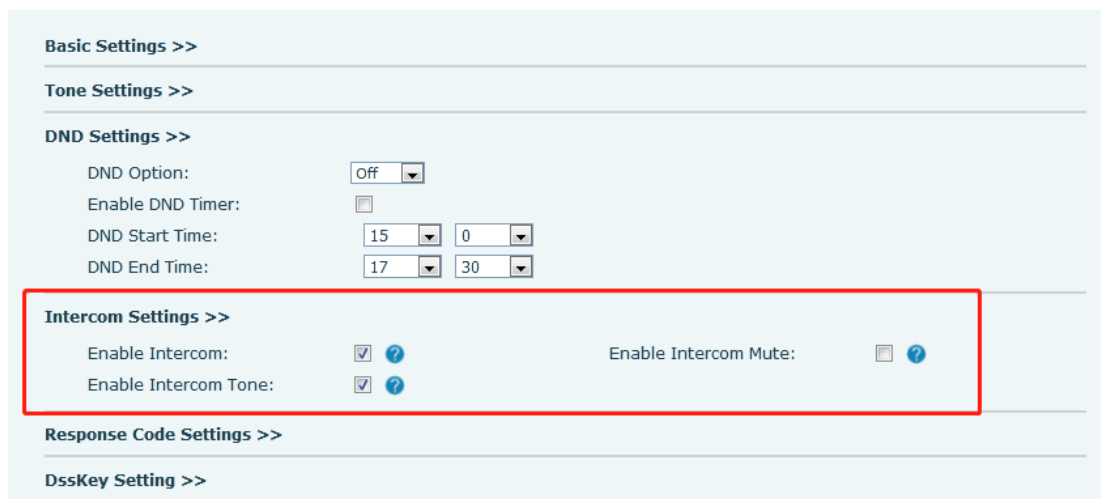 Basic Settings >>
Tone Settings >>
DND Settings >>
DND Option: Off
Enable DND Timer:
DND Start Time: 15 0
DND End Time: 17 30
Intercom Settings >>
Enable Intercom: ? Enable Intercom Mute: ?
Enable Intercom Tone: ?
Response Code Settings >>
DssKey Setting >>